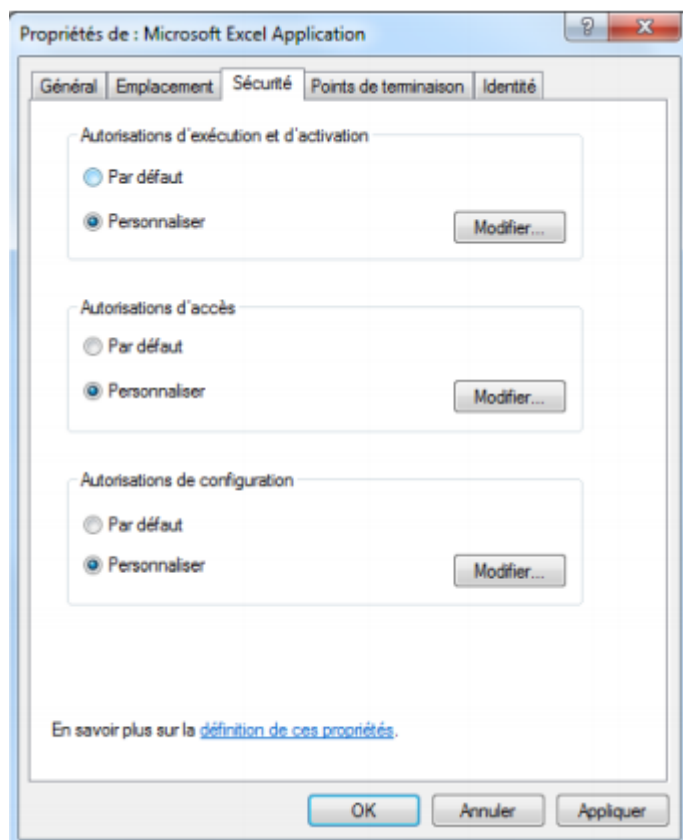 Propriétés de : Microsoft Excel Application
Général Emplacement Sécurité Points de terminaison Identité
Autorisations d'exécution et d'activation
Par défaut
Personnaliser Modifier...
Autorisations d'accès
Par défaut
Personnaliser Modifier...
Autorisations de configuration
Par défaut
Personnaliser Modifier...
En savoir plus sur la définition de ces propriétés.
OK Annuler Appliquer